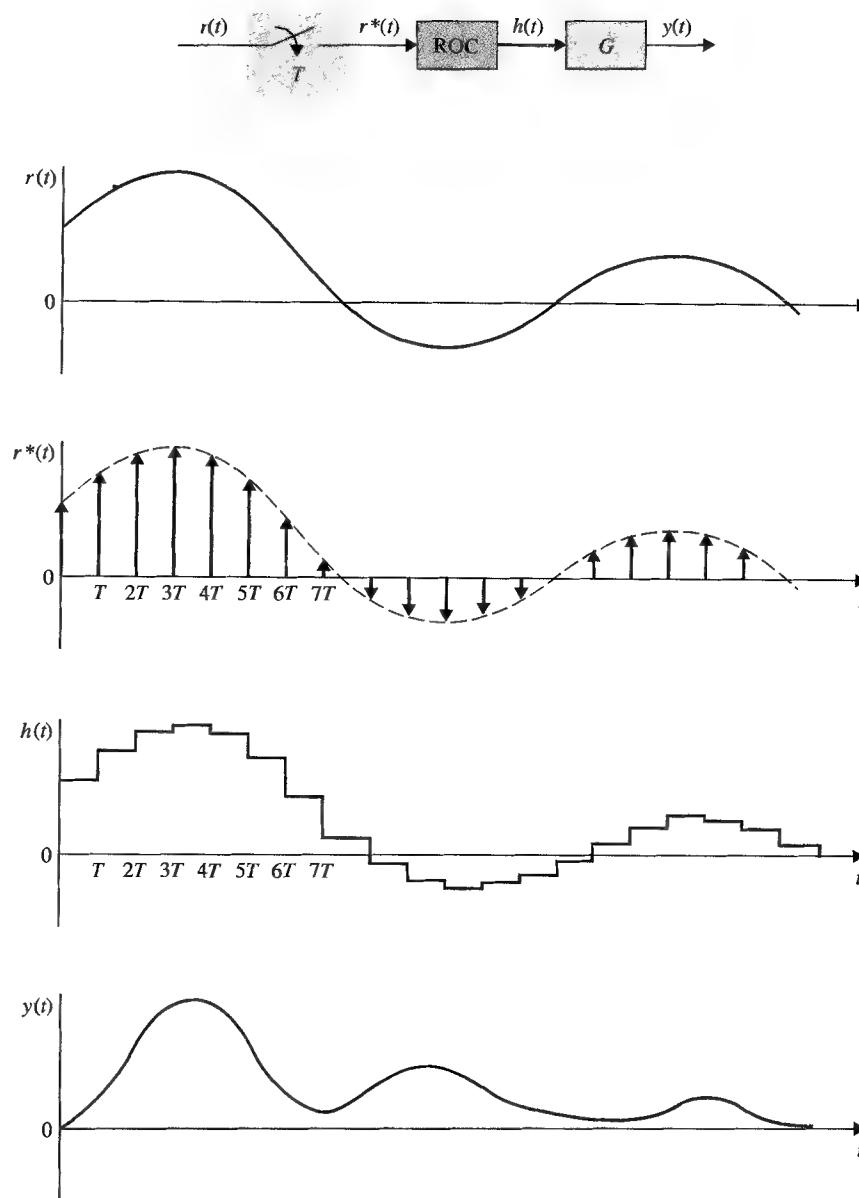 r(t) r*(t) ROC h(t) G y(t)
T
r(t)
0
r*(t)
0
T 2T 3T 4T 5T 6T 7T
h(t)
0
T 2T 3T 4T 5T 6T 7T
t
y(t)
0
t